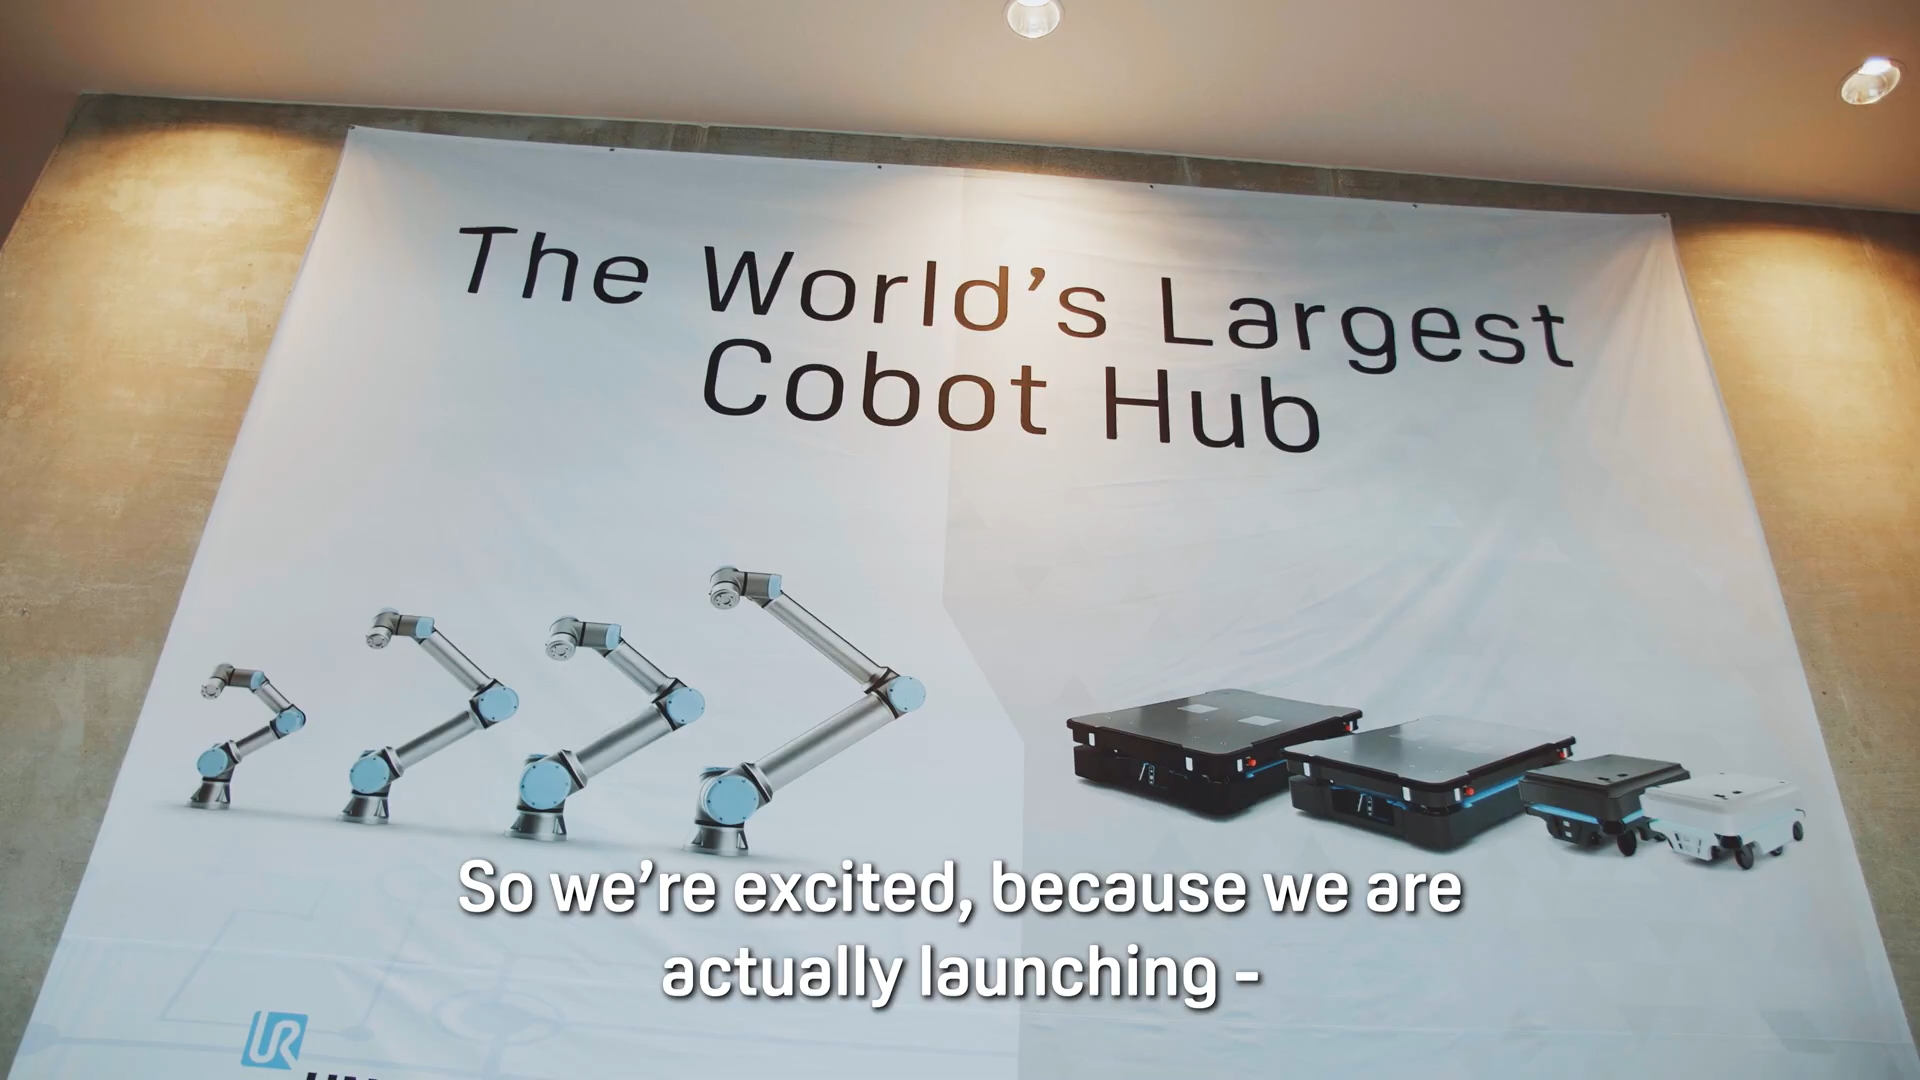 The World's Largest
Cobot Hub
So we're excited, because we are
actually launching -
UR